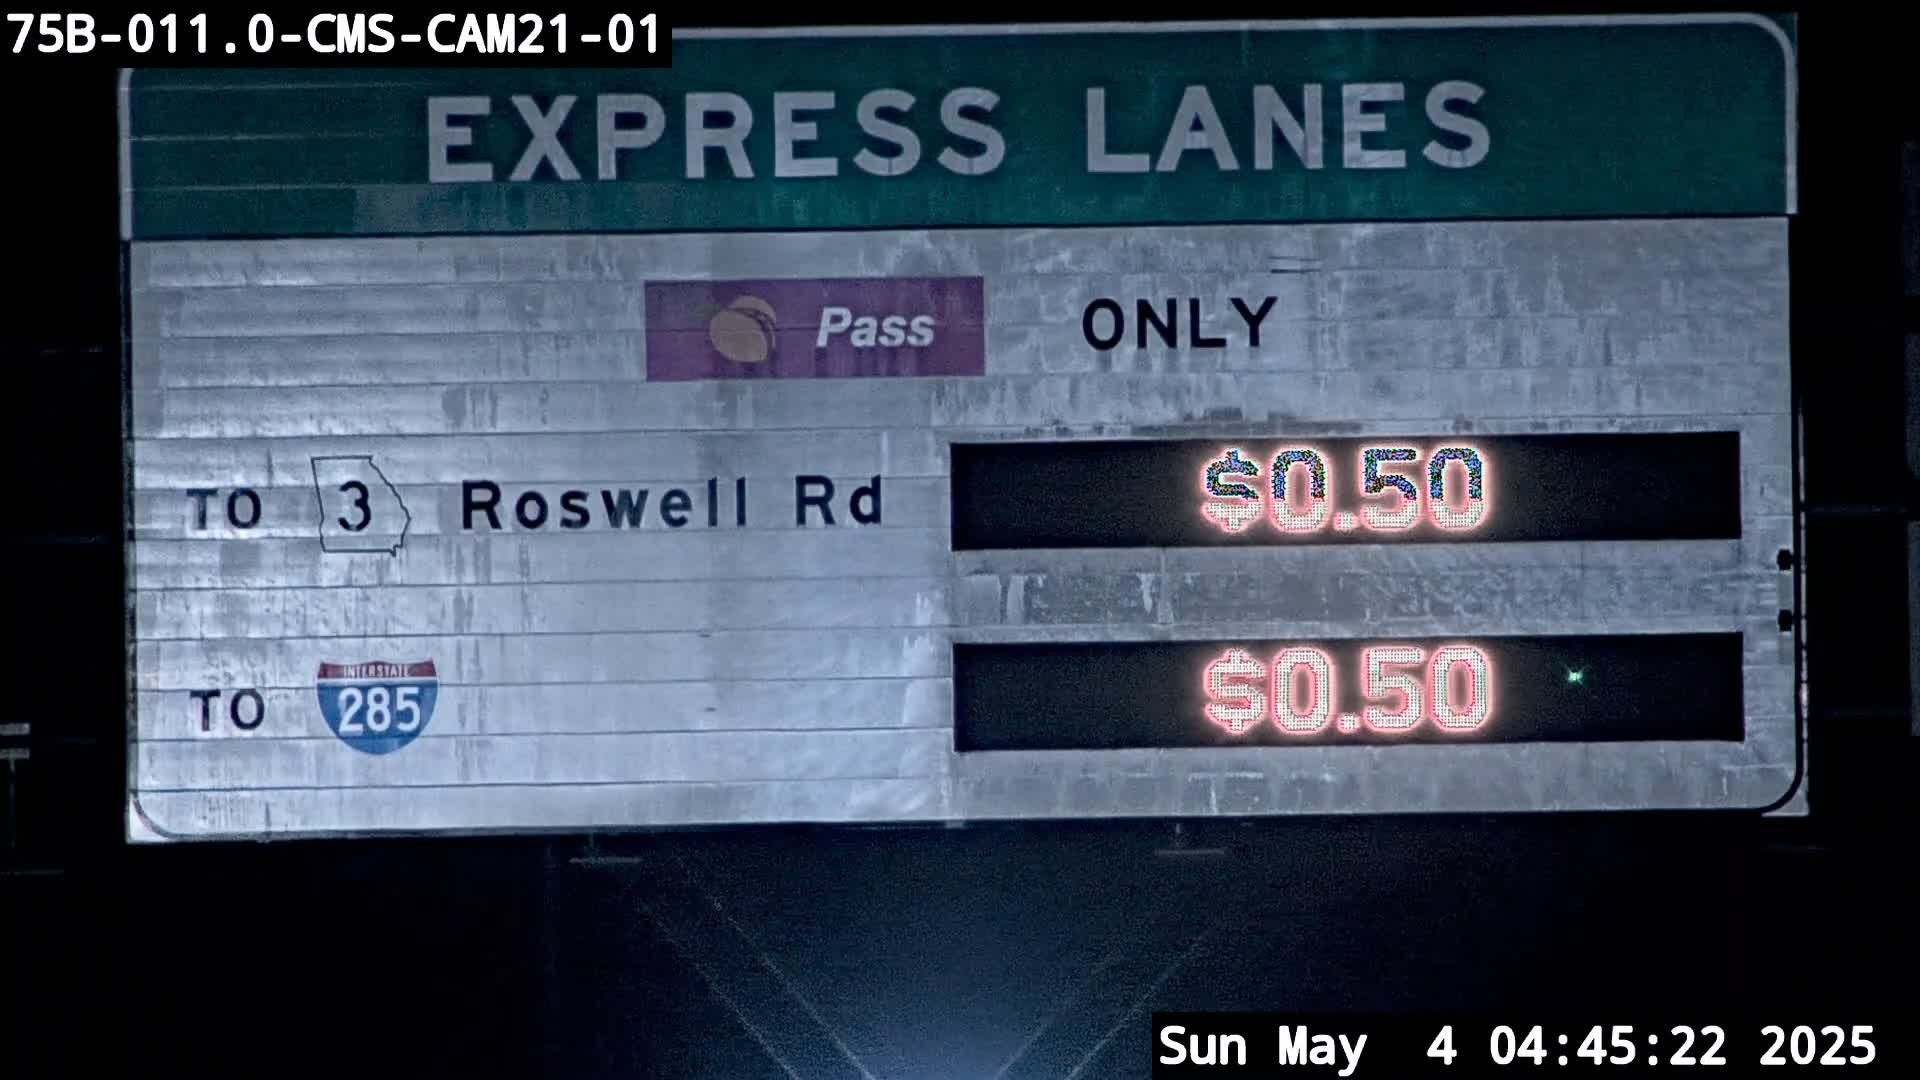 75B-011.0-CMS-CAM21-01
EXPRESS LANES
Pass ONLY
TO 3 Roswell Rd $0.50
INTERSTATE
TO 285 $0.50
Sun May 4 04:45:22 2025